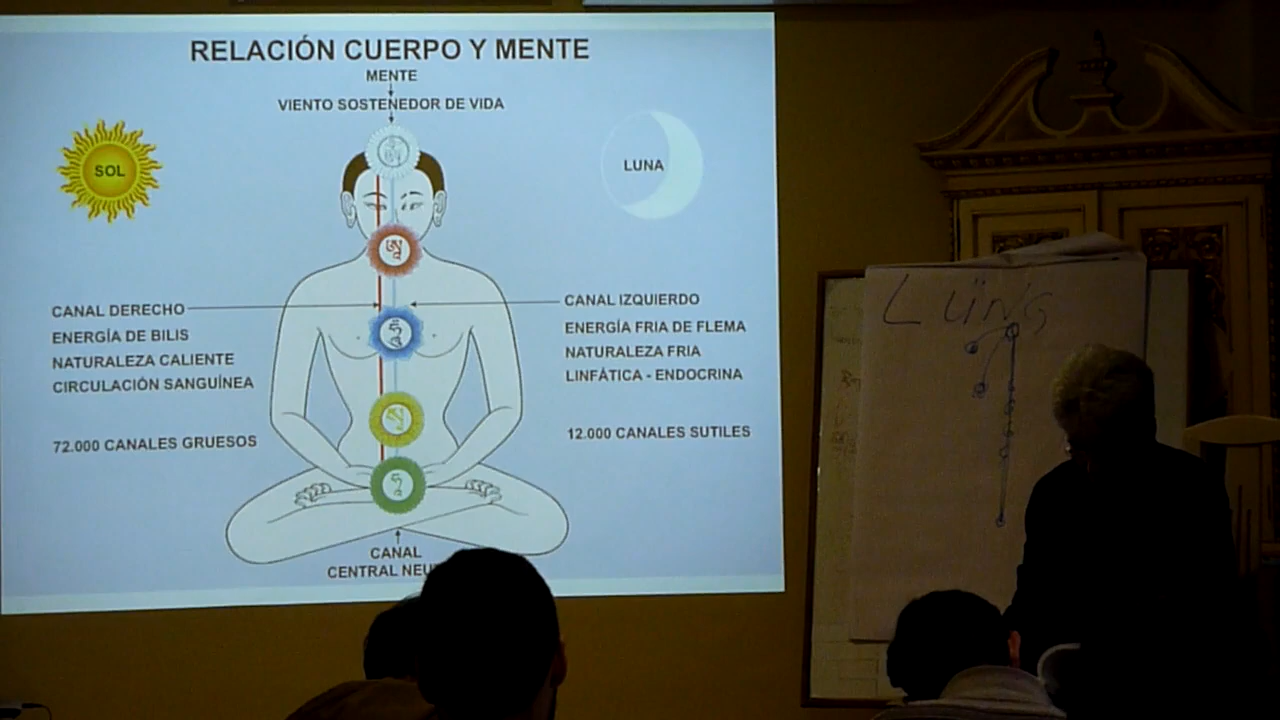 RELACIÓN CUERPO Y MENTE
MENTE
VIENTO SOSTENEDOR DE VIDA
SOL
LUNA
CANAL DERECHO
ENERGÍA DE BILIS
NATURALEZA CALIENTE
CIRCULACIÓN SANGUÍNEA
72.000 CANALES GRUESOS
CANAL IZQUIERDO
ENERGÍA FRIA DE FLEMA
NATURALEZA FRIA
LINFÁTICA - ENDOCRINA
12.000 CANALES SUTILES
CANAL
CENTRAL
LÜNG